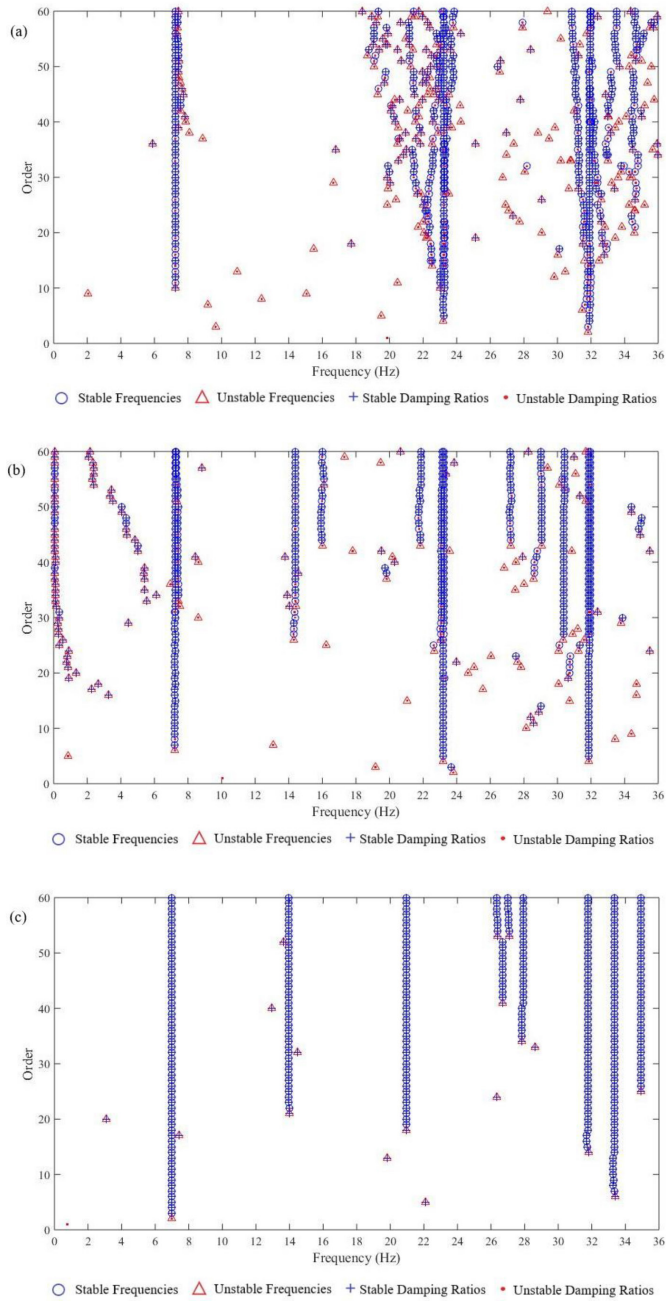 (a)
60
50
40
30
20
10
0
Order
0 2 4 6 8 10 12 14 16 18 20 22 24 26 28 30 32 34 36
Frequency (Hz)
Stable Frequencies Unstable Frequencies Stable Damping Ratios Unstable Damping Ratios
(b)
60
50
40
30
20
10
0
Order
0 2 4 6 8 10 12 14 16 18 20 22 24 26 28 30 32 34 36
Frequency (Hz)
Stable Frequencies Unstable Frequencies Stable Damping Ratios Unstable Damping Ratios
(c)
60
50
40
30
20
10
0
Order
0 2 4 6 8 10 12 14 16 18 20 22 24 26 28 30 32 34 36
Frequency (Hz)
Stable Frequencies Unstable Frequencies Stable Damping Ratios Unstable Damping Ratios